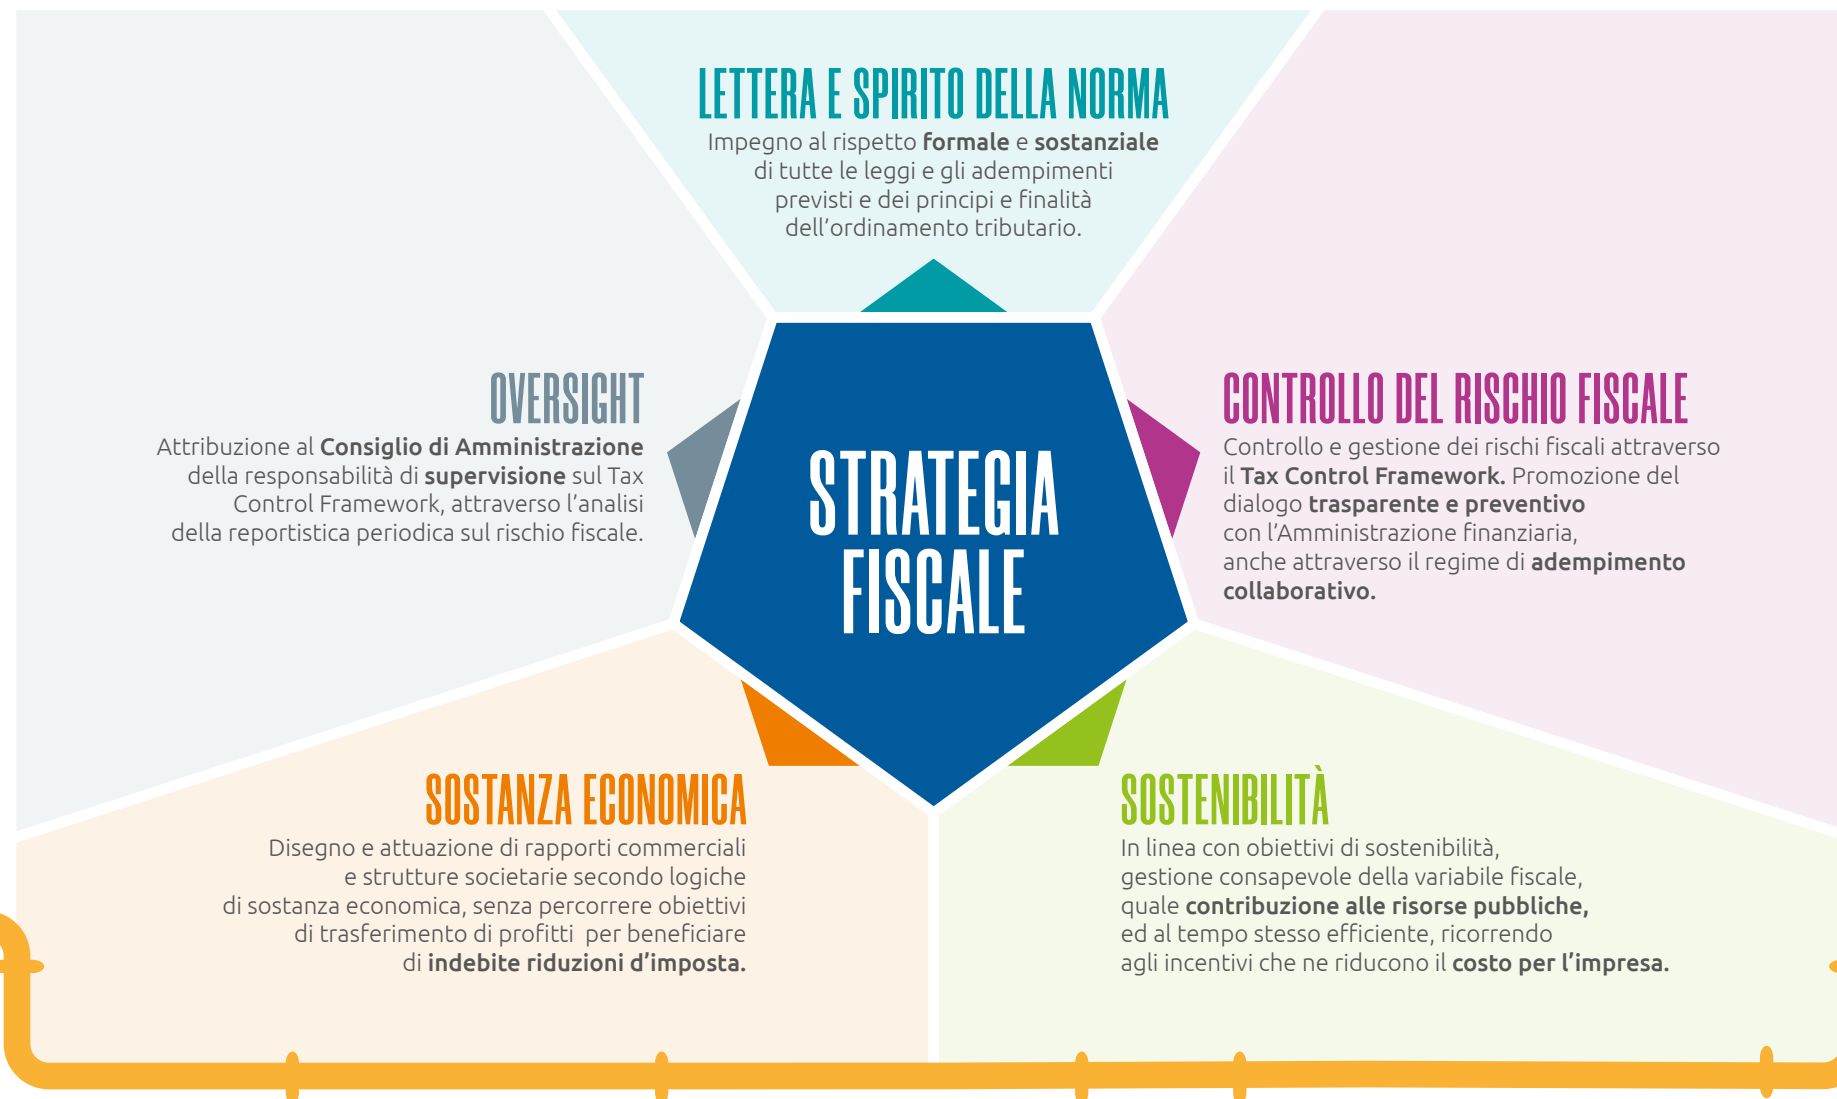 LETTERA E SPIRITO DELLA NORMA
Impegno al rispetto formale e sostanziale
di tutte le leggi e gli adempimenti
previsti e dei principi e finalità
dell'ordinamento tributario.
OVERSIGHT
Attribuzione al Consiglio di Amministrazione
della responsabilità di supervisione sul Tax
Control Framework, attraverso l'analisi
della reportistica periodica sul rischio fiscale.
STRATEGIA
FISCALE
CONTROLLO DEL RISCHIO FISCALE
Controllo e gestione dei rischi fiscali attraverso
il Tax Control Framework. Promozione del
dialogo trasparente e preventivo
con l'Amministrazione finanziaria,
anche attraverso il regime di adempimento
collaborativo.
SOSTANZA ECONOMICA
Disegno e attuazione di rapporti commerciali
e strutture societarie secondo logiche
di sostanza economica, senza percorrere obiettivi
di trasferimento di profitti per beneficiare
di indebite riduzioni d'imposta.
SOSTENIBILITÀ
In linea con obiettivi di sostenibilità,
gestione consapevole della variabile fiscale,
quale contribuzione alle risorse pubbliche,
ed al tempo stesso efficiente, ricorrendo
agli incentivi che ne riducono il costo per l'impresa.